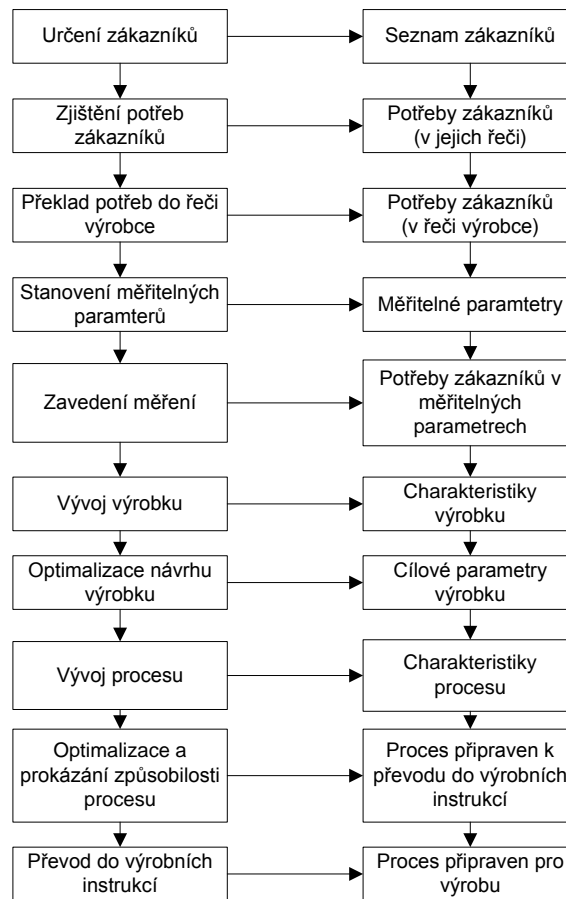 Určení zákazníků
Seznam zákazníků
Zjištění potřeb
zákazníků
Potřeby zákazníků
(v jejich řeči)
Překlad potřeb do řeči
výrobce
Potřeby zákazníků
(v řeči výrobce)
Stanovení měřitelných
paramterů
Měřitelné paramtetry
Zavedení měření
Potřeby zákazníků v
měřitelných
parametrech
Vývoj výrobku
Charakteristiky
výrobku
Optimalizace návrhu
výrobku
Cílové parametry
výrobku
Vývoj procesu
Charakteristiky
procesu
Optimalizace a
prokázání způsobilosti
procesu
Proces připraven k
převodu do výrobních
instrukcí
Převod do výrobních
instrukcí
Proces připraven pro
výrobu